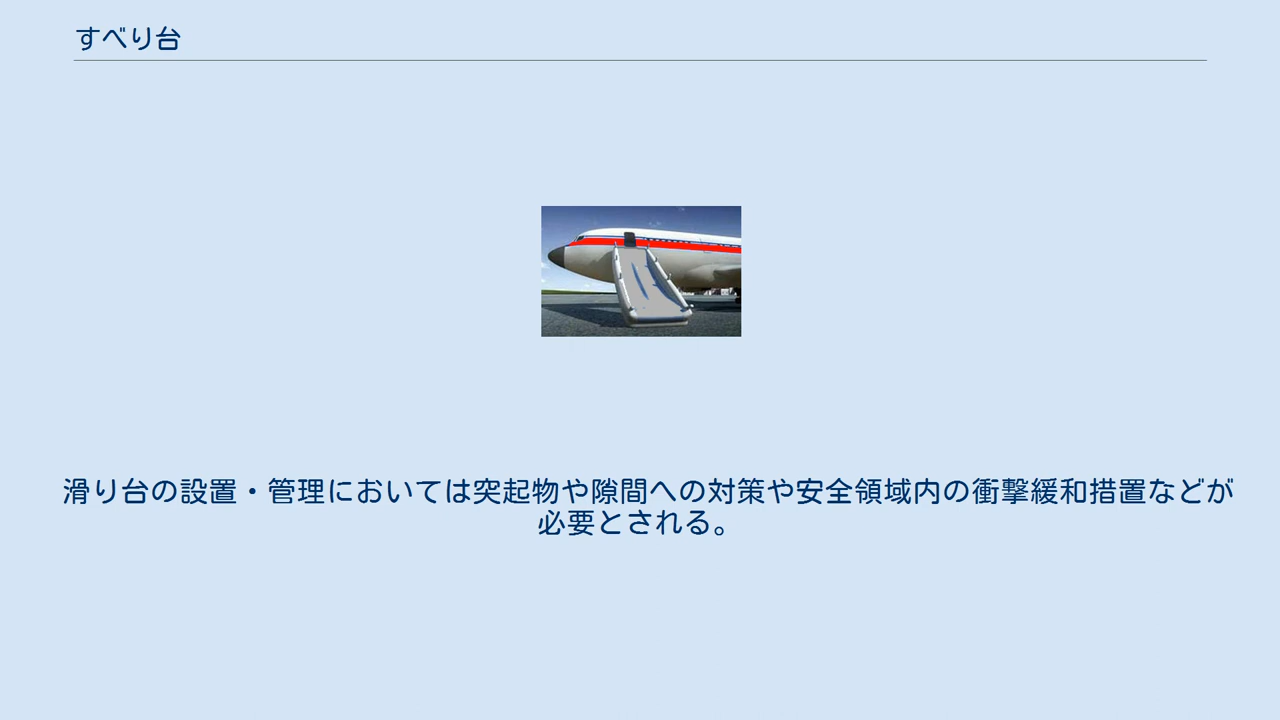 すべり台
滑り台の設置・管理においては突起物や隙間への対策や安全領域内の衝撃緩和措置などが
必要とされる。